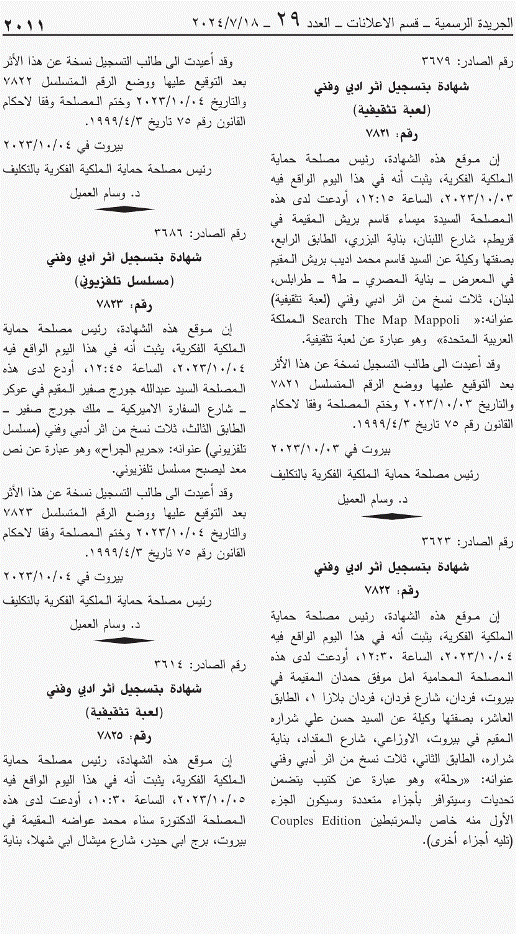 الجريدة الرسمية ــ قسم الاعلانات ــ العدد ٢٩ ــ ٢٠٢٤/٧/١٨
٢٠١١
رقم الصادر: ٣٦٧٩
شهادة بتسجيل أثر ادبي وفني
(لعبة تثقيفية)
رقم: ٧٨٢١
إن موقع هذه الشهادة، رئيس مصلحة حماية
الملكية الفكرية، يثبت أنه في هذا اليوم الواقع فيه
٢٠٢٣/١٠/٠٣، الساعة ١٢:١٥، أودعت لدى هذه
المصلحة السيدة ميساء قاسم بريش المقيمة في
قريطم، شارع اللبنان، بناية البزري، الطابق الرابع،
بصفتها وكيلة عن السيد قاسم محمد اديب بريش المقيم
في المعرض ــ بناية المصري ــ ط٩ ــ طرابلس،
لبنان، ثلاث نسخ من اثر ادبي وفني (لعبة تثقيفية)
عنوانه:« Search The Map Mappoli المملكة
العربية المتحدة» وهو عبارة عن لعبة تثقيفية.
وقد أعيدت الى طالب التسجيل نسخة عن هذا الأثر
بعد التوقيع عليها ووضع الرقم المتسلسل ٧٨٢١
والتاريخ ٢٠٢٣/١٠/٠٣ وختم المصلحة وفقا لاحكام
القانون رقم ٧٥ تاريخ ١٩٩٩/٤/٣.
بيروت في ٢٠٢٣/١٠/٠٣
رئيس مصلحة حماية الملكية الفكرية بالتكليف
د. وسام العميل
رقم الصادر: ٣٦٢٣
شهادة بتسجيل أثر ادبي وفني
رقم: ٧٨٢٢
إن موقع هذه الشهادة، رئيس مصلحة حماية
الملكية الفكرية، يثبت أنه في هذا اليوم الواقع فيه
٢٠٢٣/١٠/٠٤، الساعة ١٢:٣٠، أودعت لدى هذه
المصلحة المحامية امل موفق حمدان المقيمة في
بيروت، فردان، شارع فردان، فردان بلازا ١، الطابق
العاشر، بصفتها وكيلة عن السيد حسن علي شراره
المقيم في بيروت، الاوزاعي، شارع المقداد، بناية
شراره، الطابق الثاني، ثلاث نسخ من اثر أدبي وفني
عنوانه: «رحلة» وهو عبارة عن كتيب يتضمن
تحديات وسيتوافر بأجزاء متعددة وسيكون الجزء
الأول منه خاص بالمرتبطين Couples Edition
(تليه أجزاء أخرى).
وقد أعيدت الى طالب التسجيل نسخة عن هذا الأثر
بعد التوقيع عليها ووضع الرقم المتسلسل ٧٨٢٢
والتاريخ ٢٠٢٣/١٠/٠٤ وختم المصلحة وفقا لاحكام
القانون رقم ٧٥ تاريخ ١٩٩٩/٤/٣.
بيروت في ٢٠٢٣/١٠/٠٤
رئيس مصلحة حماية الملكية الفكرية بالتكليف
د. وسام العميل
رقم الصادر: ٣٦٨٦
شهادة بتسجيل أثر ادبي وفني
(مسلسل تلفزيوني)
رقم: ٧٨٢٣
إن موقع هذه الشهادة، رئيس مصلحة حماية
الملكية الفكرية، يثبت أنه في هذا اليوم الواقع فيه
٢٠٢٣/١٠/٠٤، الساعة ١٢:٤٥، أودع لدى هذه
المصلحة السيد عبدالله جورج صفير المقيم في عوكر
ــ شارع السفارة الاميركية ــ ملك جورج صفير ــ
الطابق الثالث، ثلاث نسخ من اثر أدبي وفني (مسلسل
تلفزيوني) عنوانه: «حريم الجراح» وهو عبارة عن نص
معد ليصبح مسلسل تلفزيوني.
وقد أعيدت الى طالب التسجيل نسخة عن هذا الأثر
بعد التوقيع عليها ووضع الرقم المتسلسل ٧٨٢٣
والتاريخ ٢٠٢٣/١٠/٠٤ وختم المصلحة وفقا لاحكام
القانون رقم ٧٥ تاريخ ١٩٩٩/٤/٣.
بيروت في ٢٠٢٣/١٠/٠٤
رئيس مصلحة حماية الملكية الفكرية بالتكليف
د. وسام العميل
رقم الصادر: ٣٦١٤
شهادة بتسجيل أثر ادبي وفني
(لعبة تثقيفية)
رقم: ٧٨٢٥
إن موقع هذه الشهادة، رئيس مصلحة حماية
الملكية الفكرية، يثبت أنه في هذا اليوم الواقع فيه
٢٠٢٣/١٠/٠٥، الساعة ١٠:٣٠، أودعت لدى هذه
المصلحة الدكتورة سناء محمد عواضه المقيمة في
بيروت، برج ابي حيدر، شارع ميشال ابي شهلا، بناية